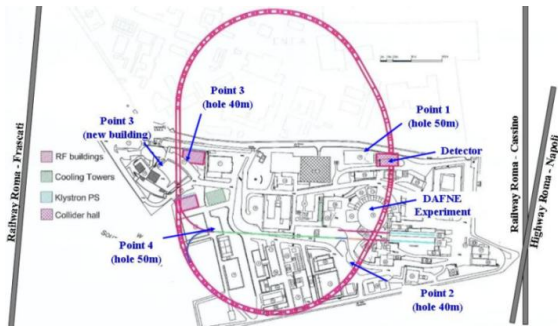 Railway Roma - Frascati
Point 3
(hole 40m)
Point 3
(new building)
RF buildings
Cooling Towers
Klystron PS
Collider hall
Point 4
(hole 50m)
Point 1
(hole 50m)
Detector
DAFNE
Experiment
Point 2
(hole 40m)
Railway Roma - Cassino
Highway Roma - Napoli